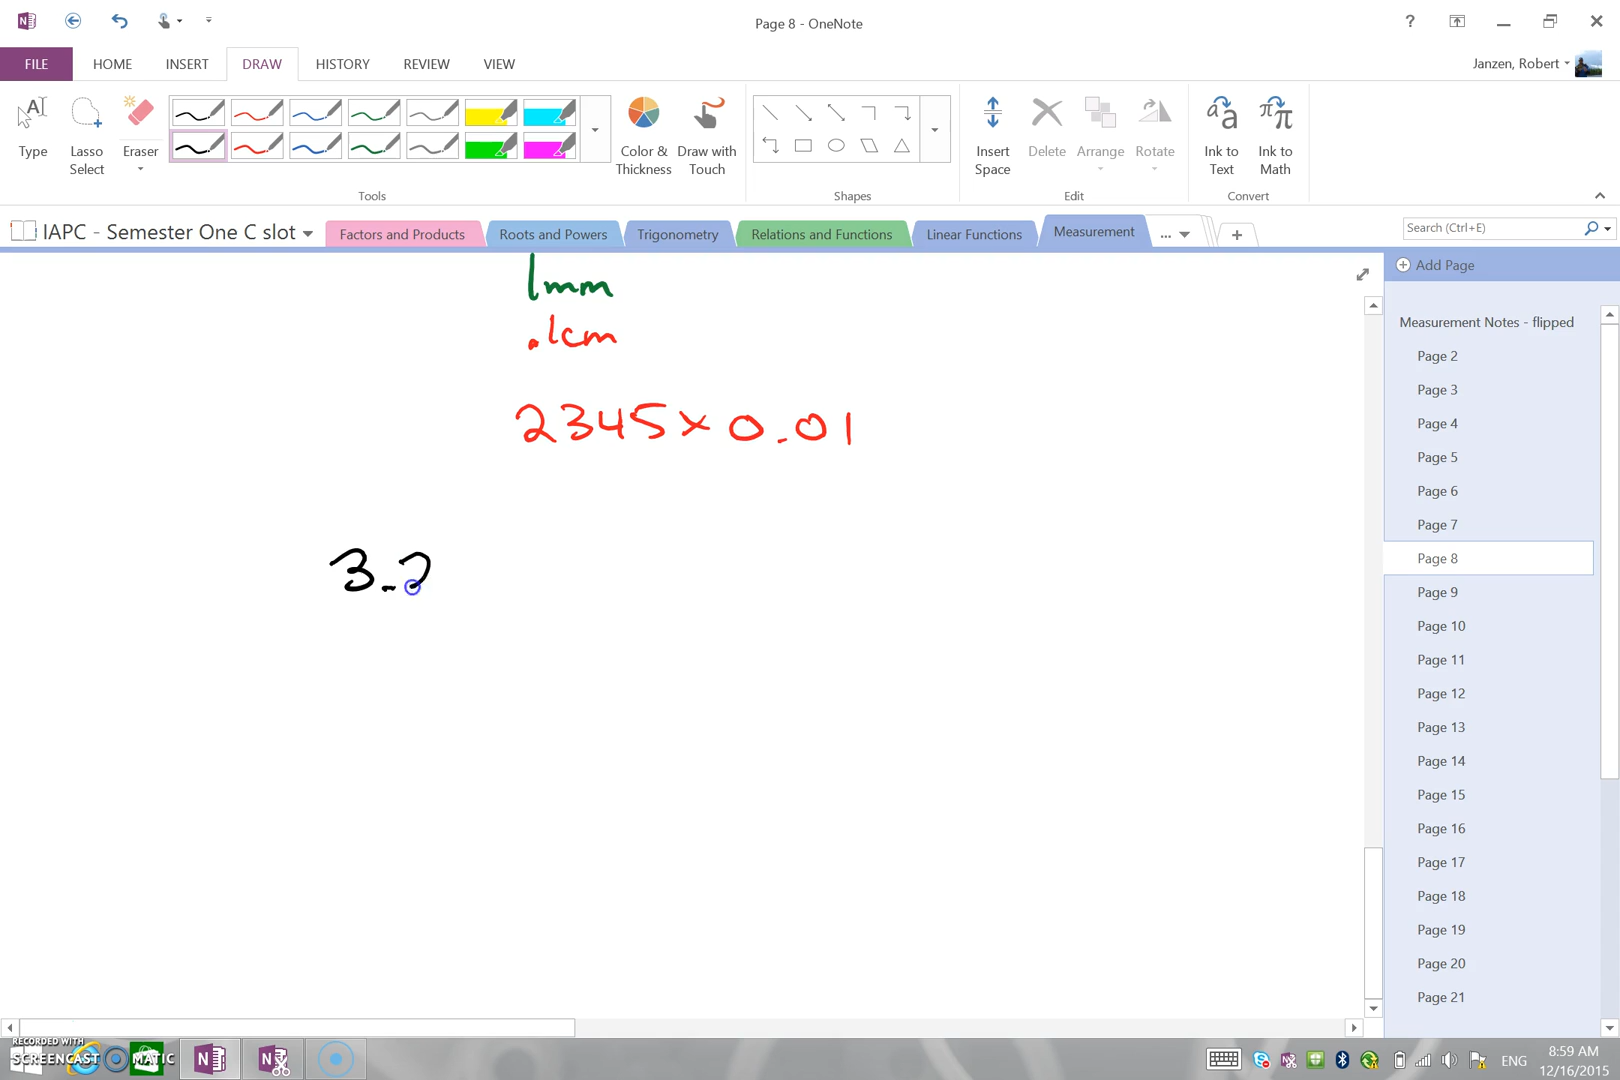 Page 8 - OneNote
?
FILE HOME INSERT DRAW HISTORY REVIEW VIEW
Janzen, Robert
Type
Lasso Select
Eraser
Color & Thickness
Draw with Touch
Insert Space
Delete
Arrange
Rotate
Ink to Text
Ink to Math
Tools
Shapes
Edit
Convert
IAPC - Semester One C slot
Factors and Products
Roots and Powers
Trigonometry
Relations and Functions
Linear Functions
Measurement
...
Search (Ctrl+E)
Add Page
1mm
.1cm
2345 x 0.01
3.2
Measurement Notes - flipped
Page 2
Page 3
Page 4
Page 5
Page 6
Page 7
Page 8
Page 9
Page 10
Page 11
Page 12
Page 13
Page 14
Page 15
Page 16
Page 17
Page 18
Page 19
Page 20
Page 21
RECORDED WITH
SCREENCAST MATIC
ENG
8:59 AM
12/16/2015